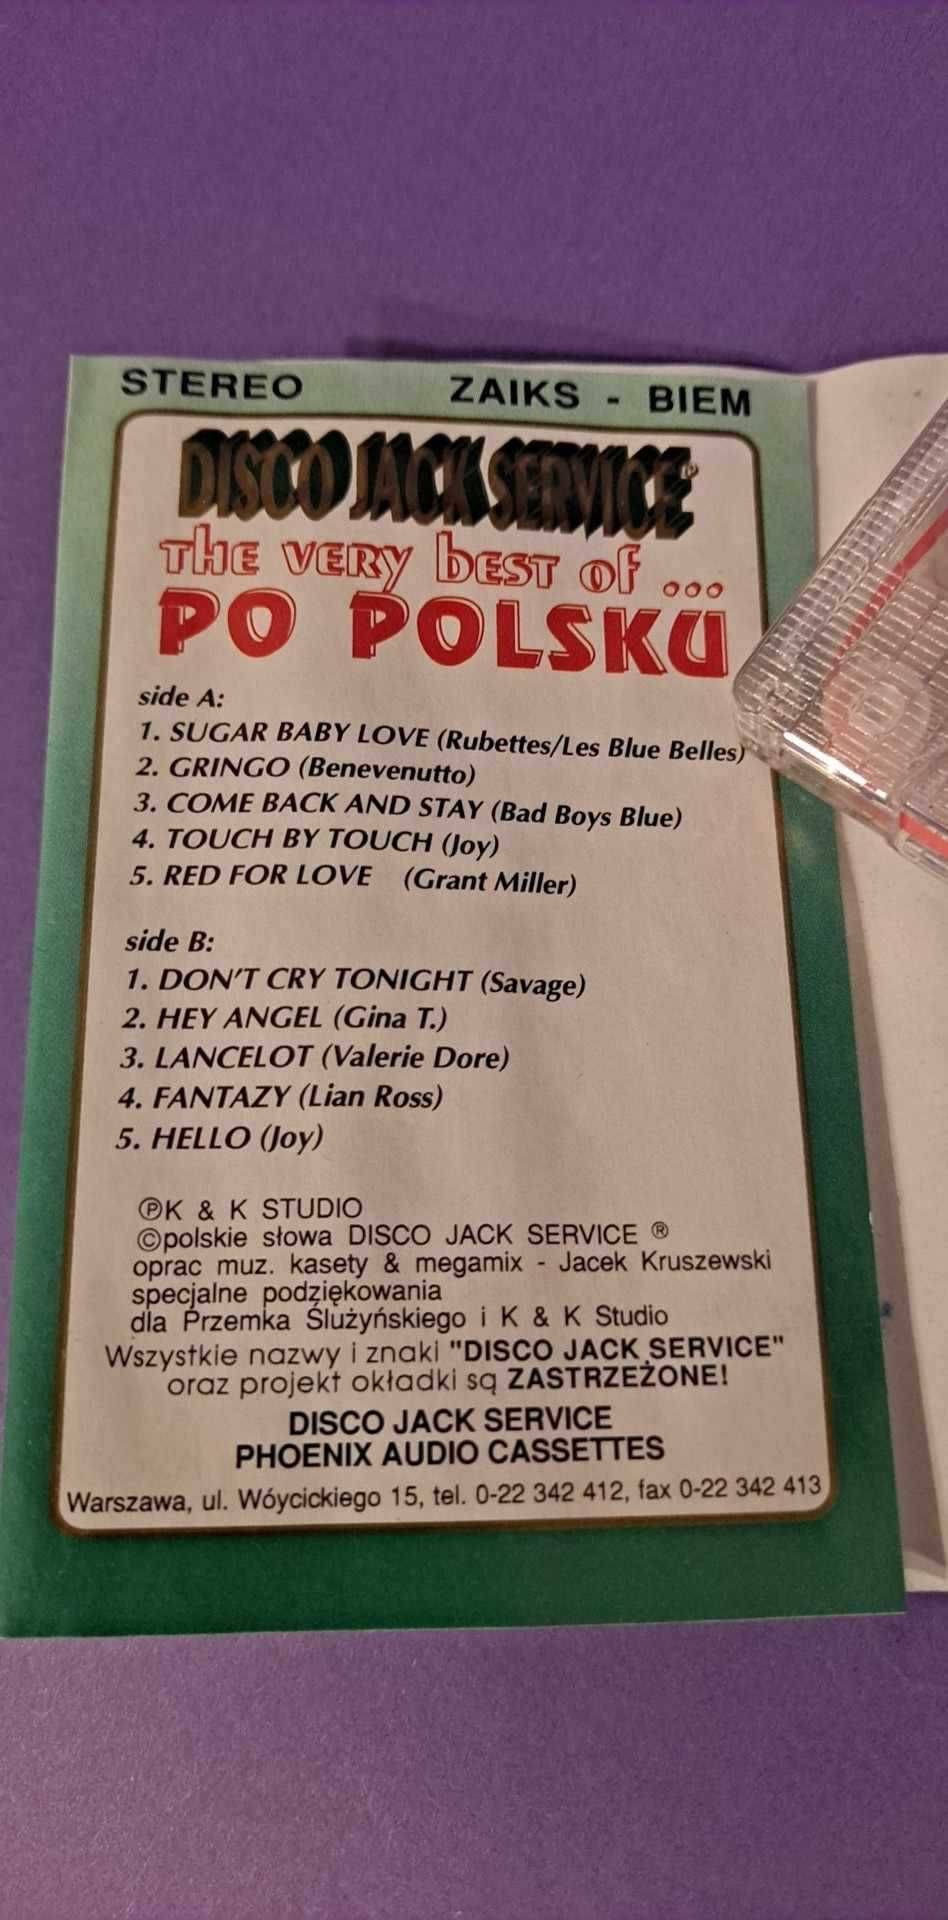 STEREO ZAIKS - BIEM
DISCO JACK SERVICE®
THE VERY BEST OF ...
PO POLSKU
side A:
1. SUGAR BABY LOVE (Rubettes/Les Blue Belles)
2. GRINGO (Benevenutto)
3. COME BACK AND STAY (Bad Boys Blue)
4. TOUCH BY TOUCH (Joy)
5. RED FOR LOVE (Grant Miller)
side B:
1. DON'T CRY TONIGHT (Savage)
2. HEY ANGEL (Gina T.)
3. LANCELOT (Valerie Dore)
4. FANTAZY (Lian Ross)
5. HELLO (Joy)
ⓅK & K STUDIO
©polskie słowa DISCO JACK SERVICE ®
oprac muz. kasety & megamix - Jacek Kruszewski
specjalne podziękowania
dla Przemka Ślużyńskiego i K & K Studio
Wszystkie nazwy i znaki "DISCO JACK SERVICE"
oraz projekt okładki są ZASTRZEŻONE!
DISCO JACK SERVICE
PHOENIX AUDIO CASSETTES
Warszawa, ul. Wóycickiego 15, tel. 0-22 342 412, fax 0-22 342 413